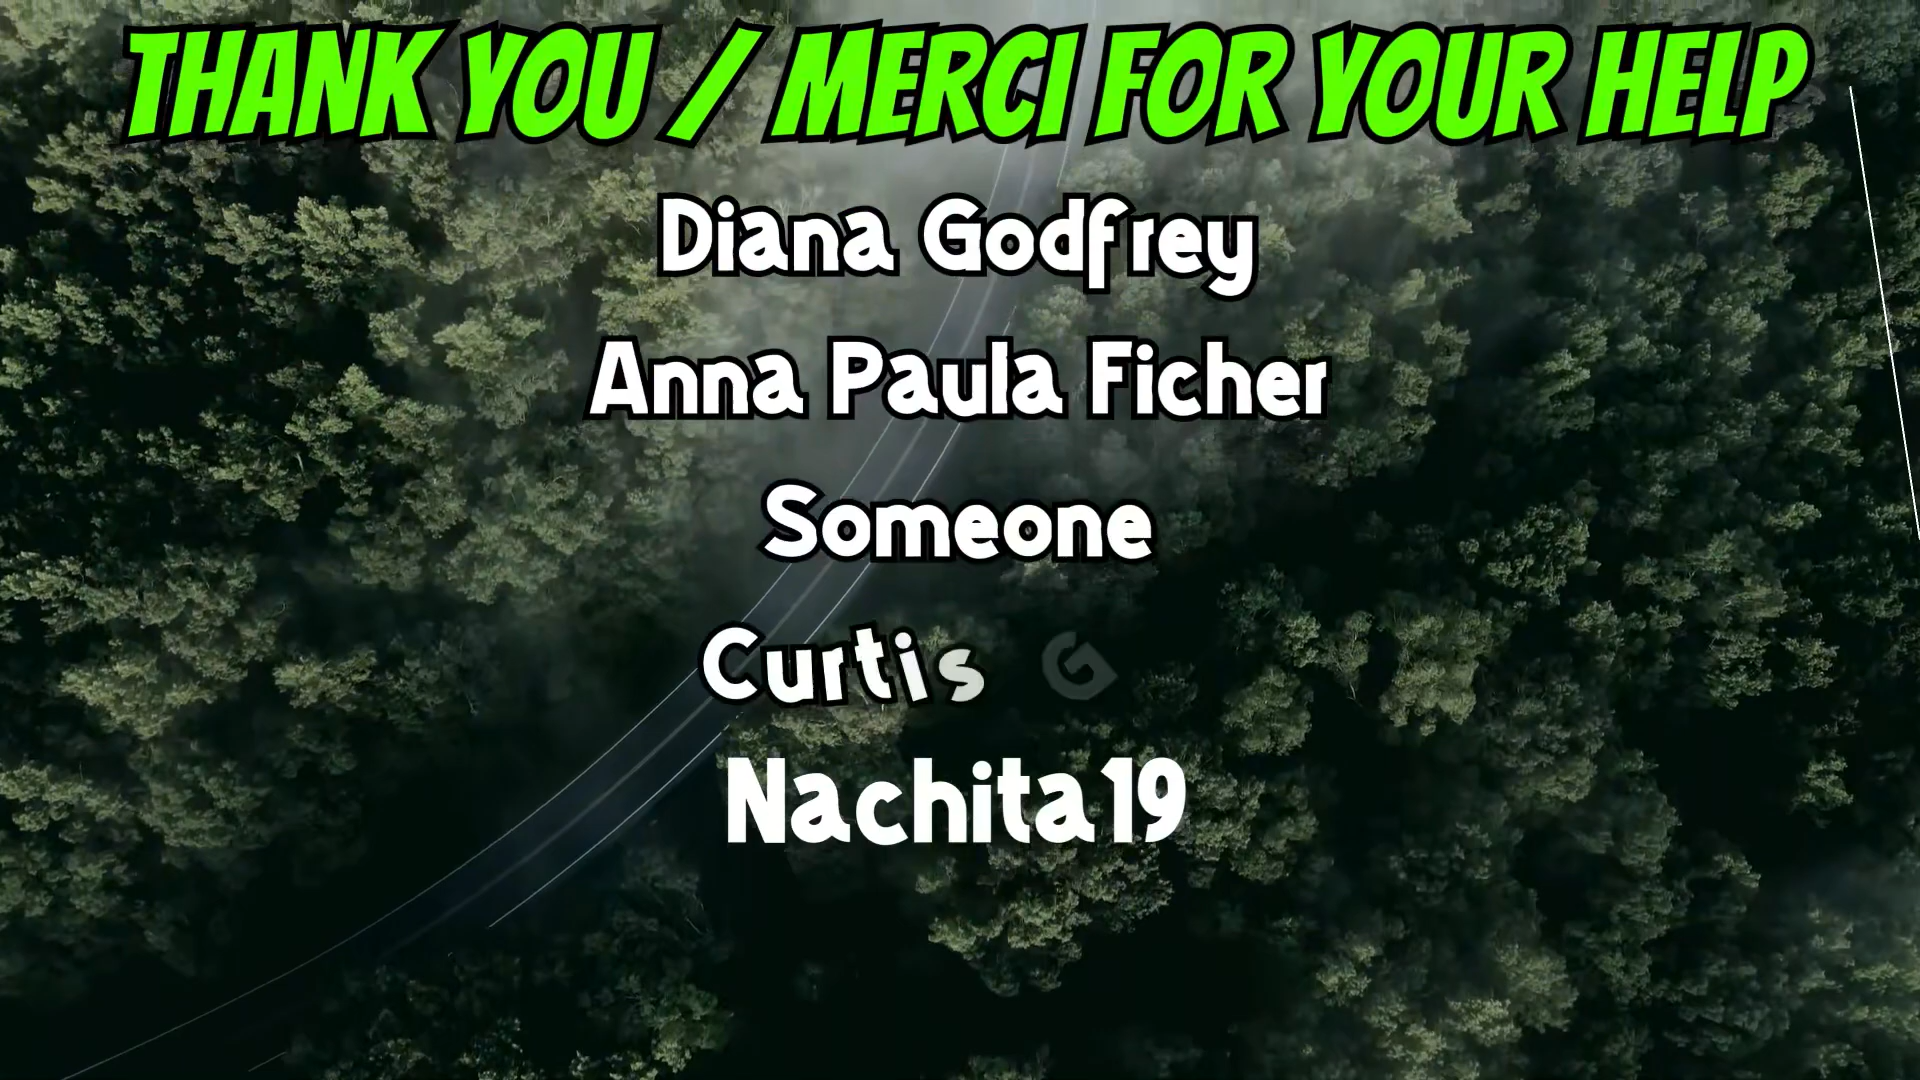 THANK YOU / MERCI FOR YOUR HELP
Diana Godfrey
Anna Paula Ficher
Someone
Curtis G
Nachita19